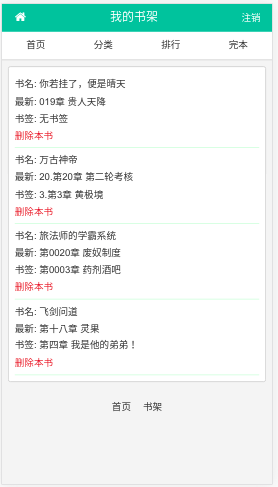 我的书架
注销
首页 分类 排行 完本
书名: 你若挂了，便是晴天
最新: 019章 贵人天降
书签: 无书签
删除本书
书名: 万古神帝
最新: 20.第20章 第二轮考核
书签: 3.第3章 黄极境
删除本书
书名: 旅法师的学霸系统
最新: 第0020章 废奴制度
书签: 第0003章 药剂酒吧
删除本书
书名: 飞剑问道
最新: 第十八章 灵果
书签: 第四章 我是他的弟弟！
删除本书
首页 书架